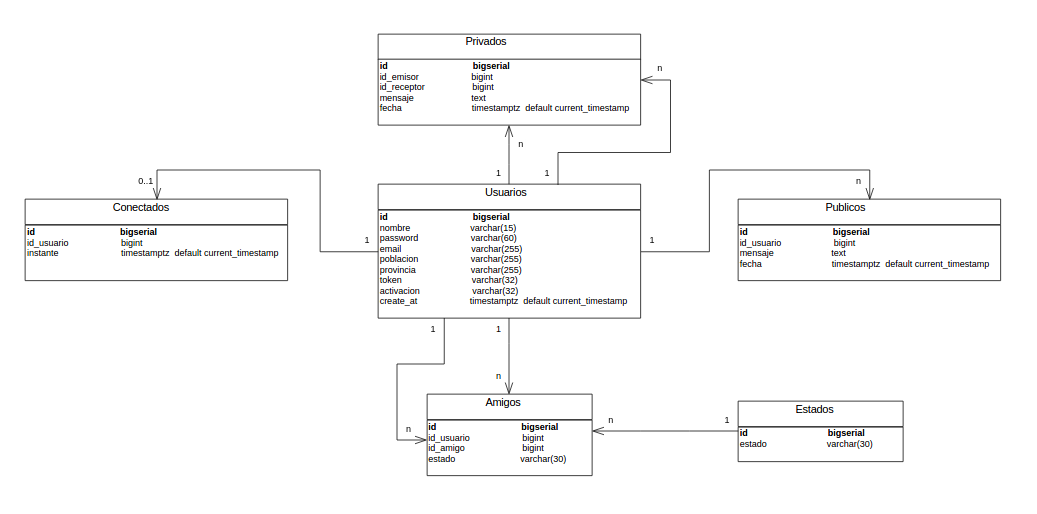 Privados
id bigserial
id_emisor bigint
id_receptor bigint
mensaje text
fecha timestamptz default current_timestamp
n
n
1
1
0..1
n
Conectados
id bigserial
id_usuario bigint
instante timestamptz default current_timestamp
1
Usuarios
id bigserial
nombre varchar(15)
password varchar(60)
email varchar(255)
poblacion varchar(255)
provincia varchar(255)
token varchar(32)
activacion varchar(32)
create_at timestamptz default current_timestamp
1
Publicos
id bigserial
id_usuario bigint
mensaje text
fecha timestamptz default current_timestamp
1
1
n
n
Amigos
id bigserial
id_usuario bigint
id_amigo bigint
estado varchar(30)
n
1
Estados
id bigserial
estado varchar(30)